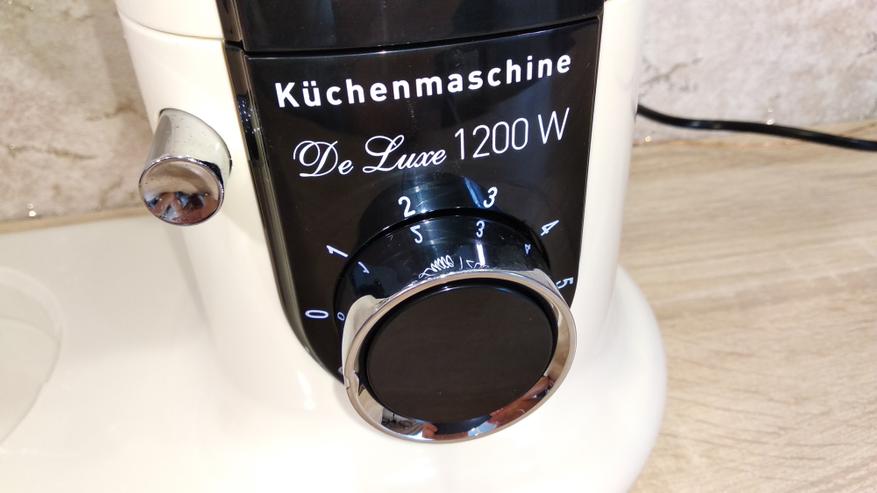 Küchenmaschine
De Luxe 1200 W
0 1 2 3 4 5